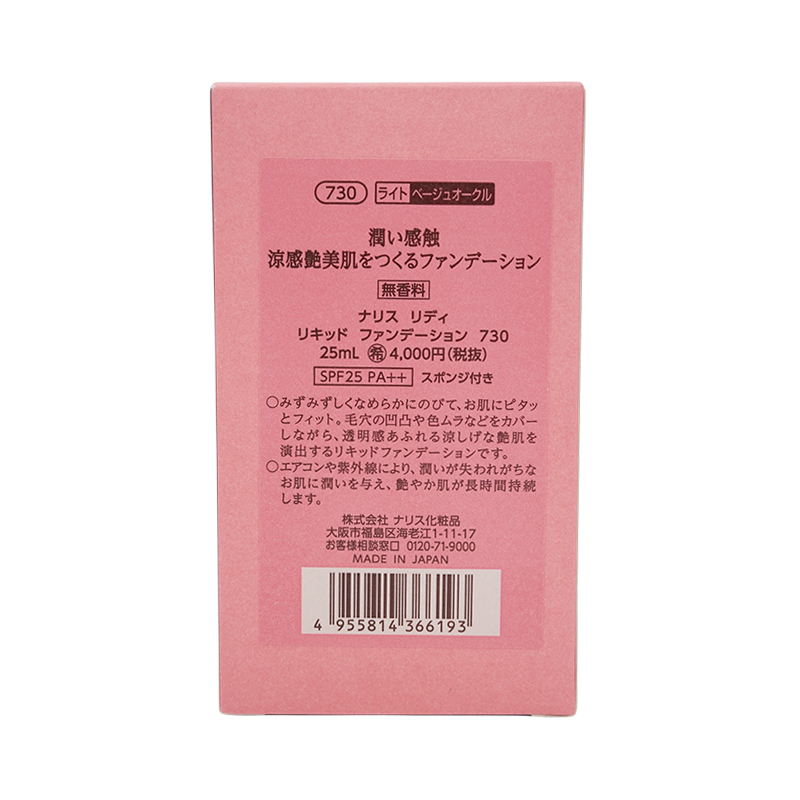 730 ライト ベージュオークル
潤い感触
涼感艶美肌をつくるファンデーション
無香料
ナリス リディ
リキッド ファンデーション 730
25mL ㊙希 4,000円(税抜)
SPF25 PA++ スポンジ付き
○みずみずしくなめらかにのびて、お肌にピタッ
とフィット。毛穴の凹凸や色ムラなどをカバー
しながら、透明感あふれる涼しげな艶肌を
演出するリキッドファンデーションです。
○エアコンや紫外線により、潤いが失われがちな
お肌に潤いを与え、艶やか肌が長時間持続
します。
株式会社 ナリス化粧品
大阪市福島区海老江1-11-17
お客様相談窓口 0120-71-9000
MADE IN JAPAN
4 955814 366193